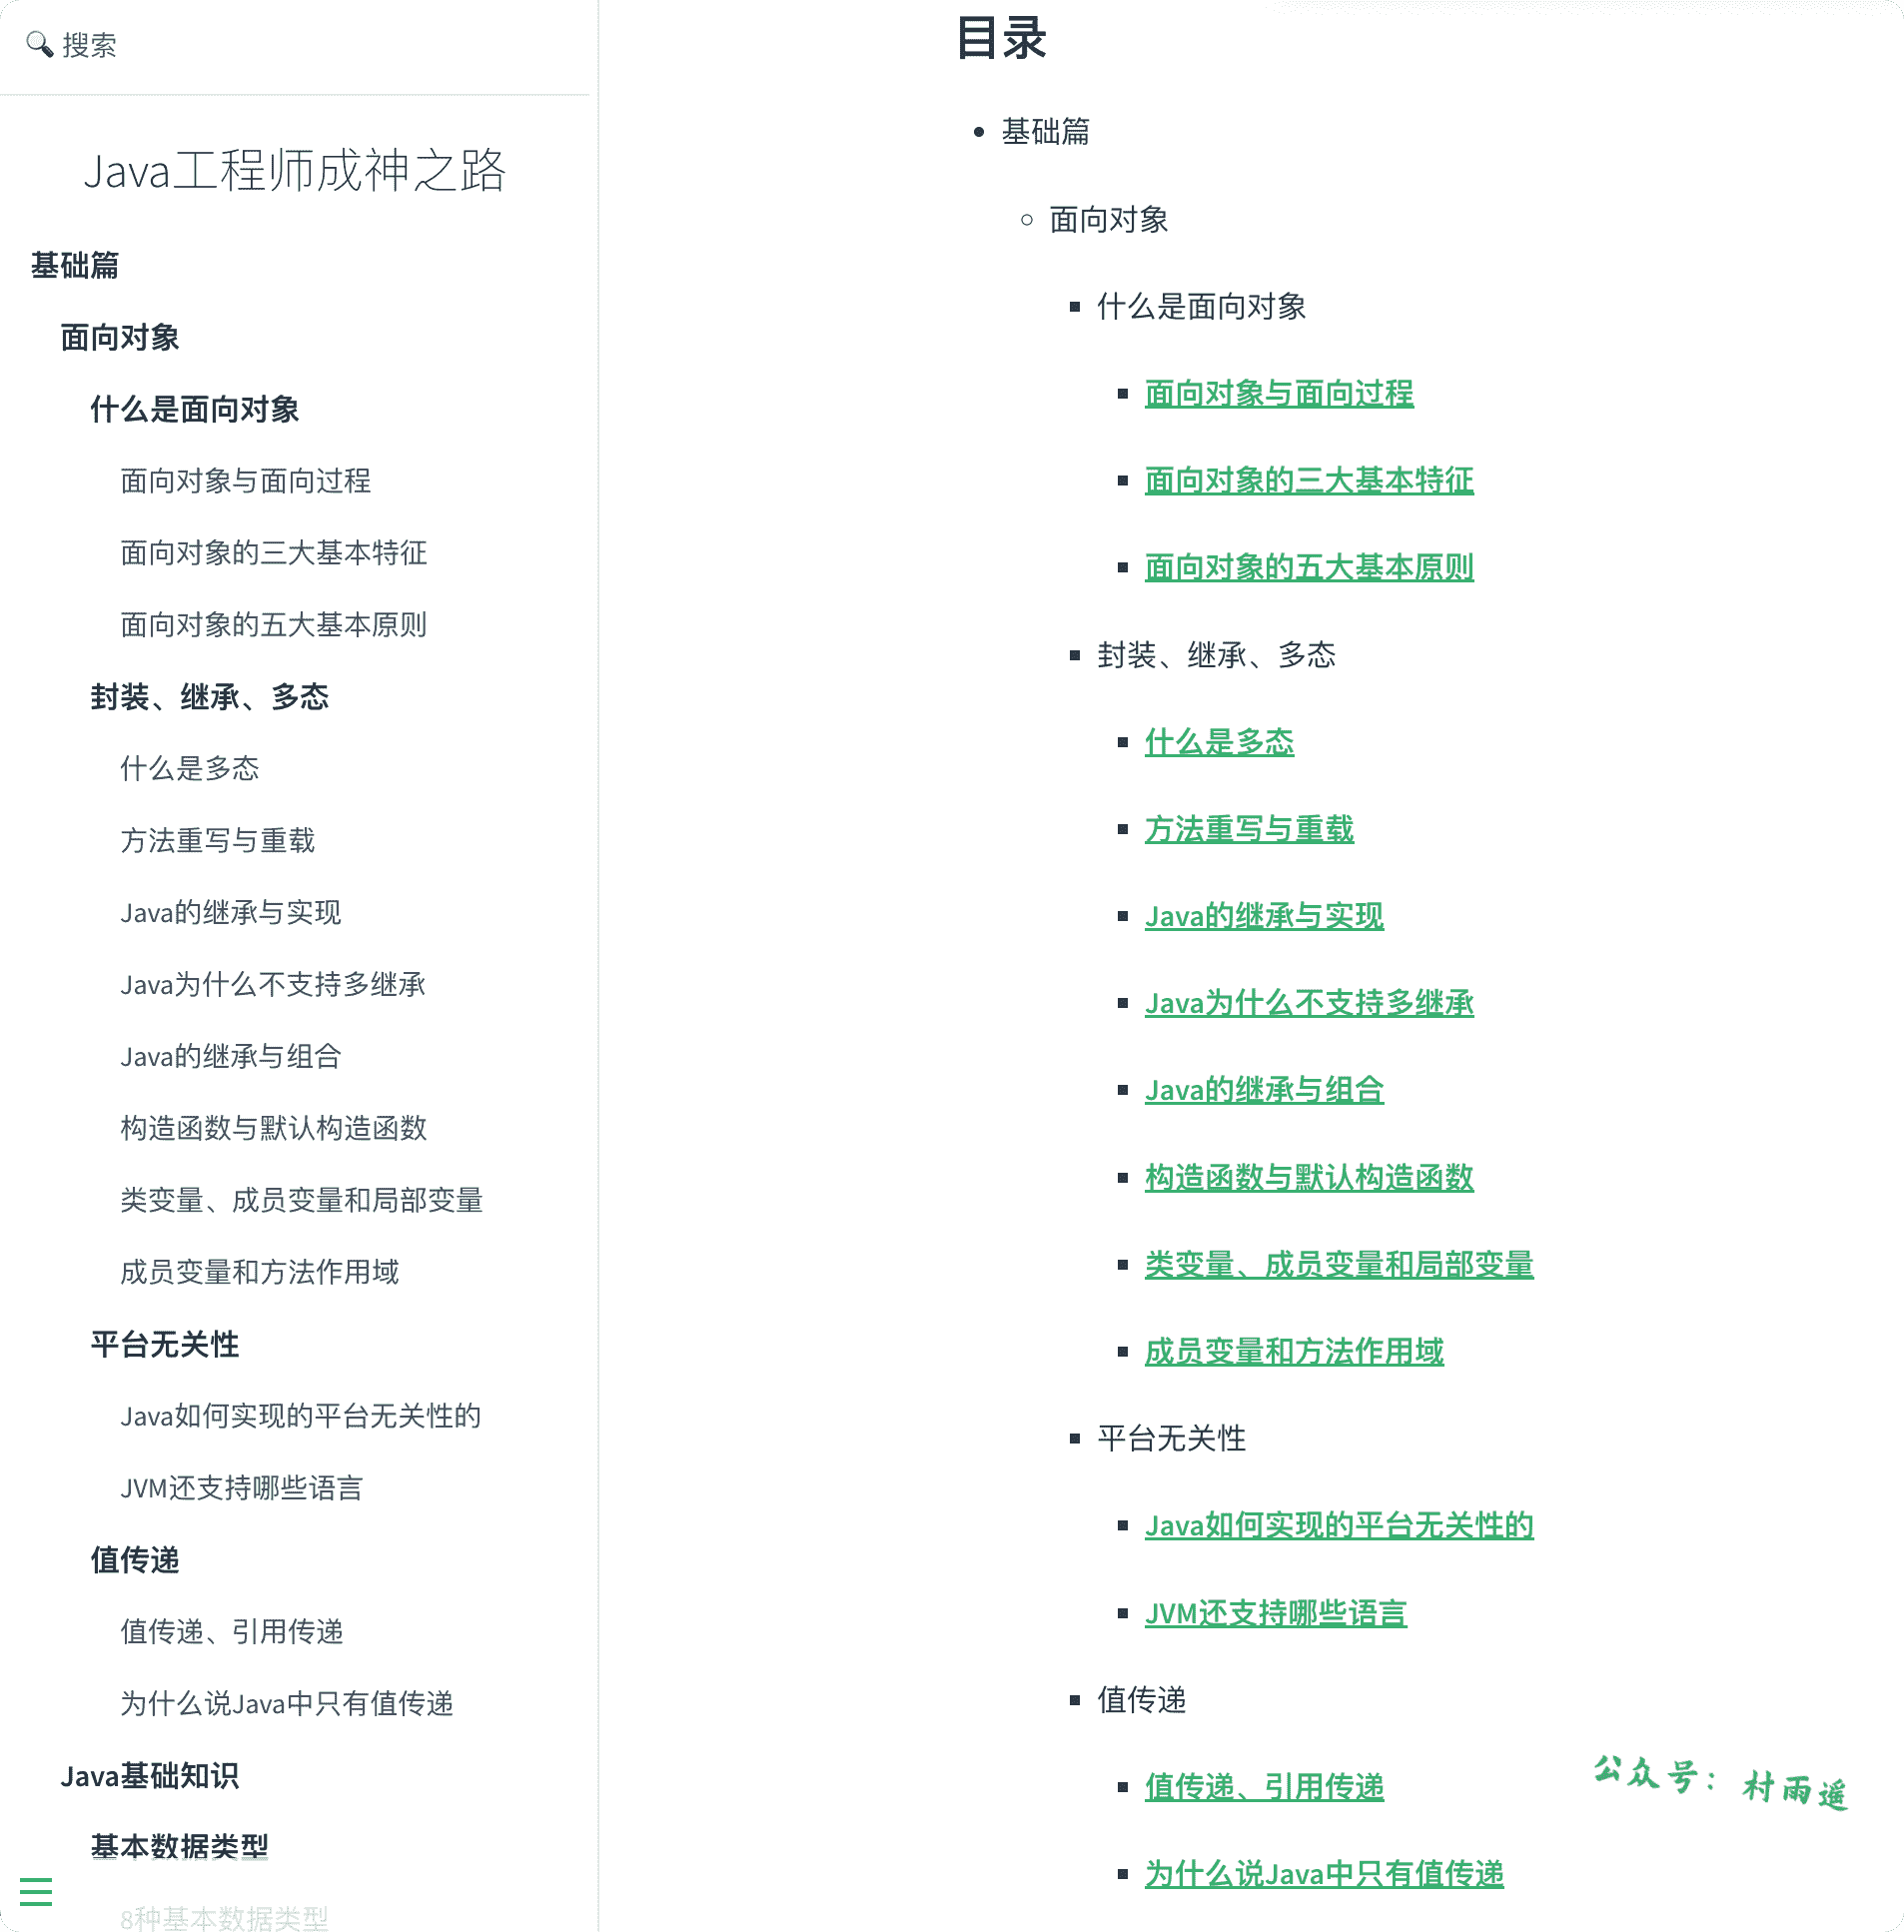 搜索
Java工程师成神之路
基础篇
面向对象
什么是面向对象
面向对象与面向过程
面向对象的三大基本特征
面向对象的五大基本原则
封装、继承、多态
什么是多态
方法重写与重载
Java的继承与实现
Java为什么不支持多继承
Java的继承与组合
构造函数与默认构造函数
类变量、成员变量和局部变量
成员变量和方法作用域
平台无关性
Java如何实现的平台无关性的
JVM还支持哪些语言
值传递
值传递、引用传递
为什么说Java中只有值传递
Java基础知识
基本数据类型
8种基本数据类型
目录
基础篇
面向对象
什么是面向对象
面向对象与面向过程
面向对象的三大基本特征
面向对象的五大基本原则
封装、继承、多态
什么是多态
方法重写与重载
Java的继承与实现
Java为什么不支持多继承
Java的继承与组合
构造函数与默认构造函数
类变量、成员变量和局部变量
成员变量和方法作用域
平台无关性
Java如何实现的平台无关性的
JVM还支持哪些语言
值传递
值传递、引用传递
为什么说Java中只有值传递
公众号：村雨遥